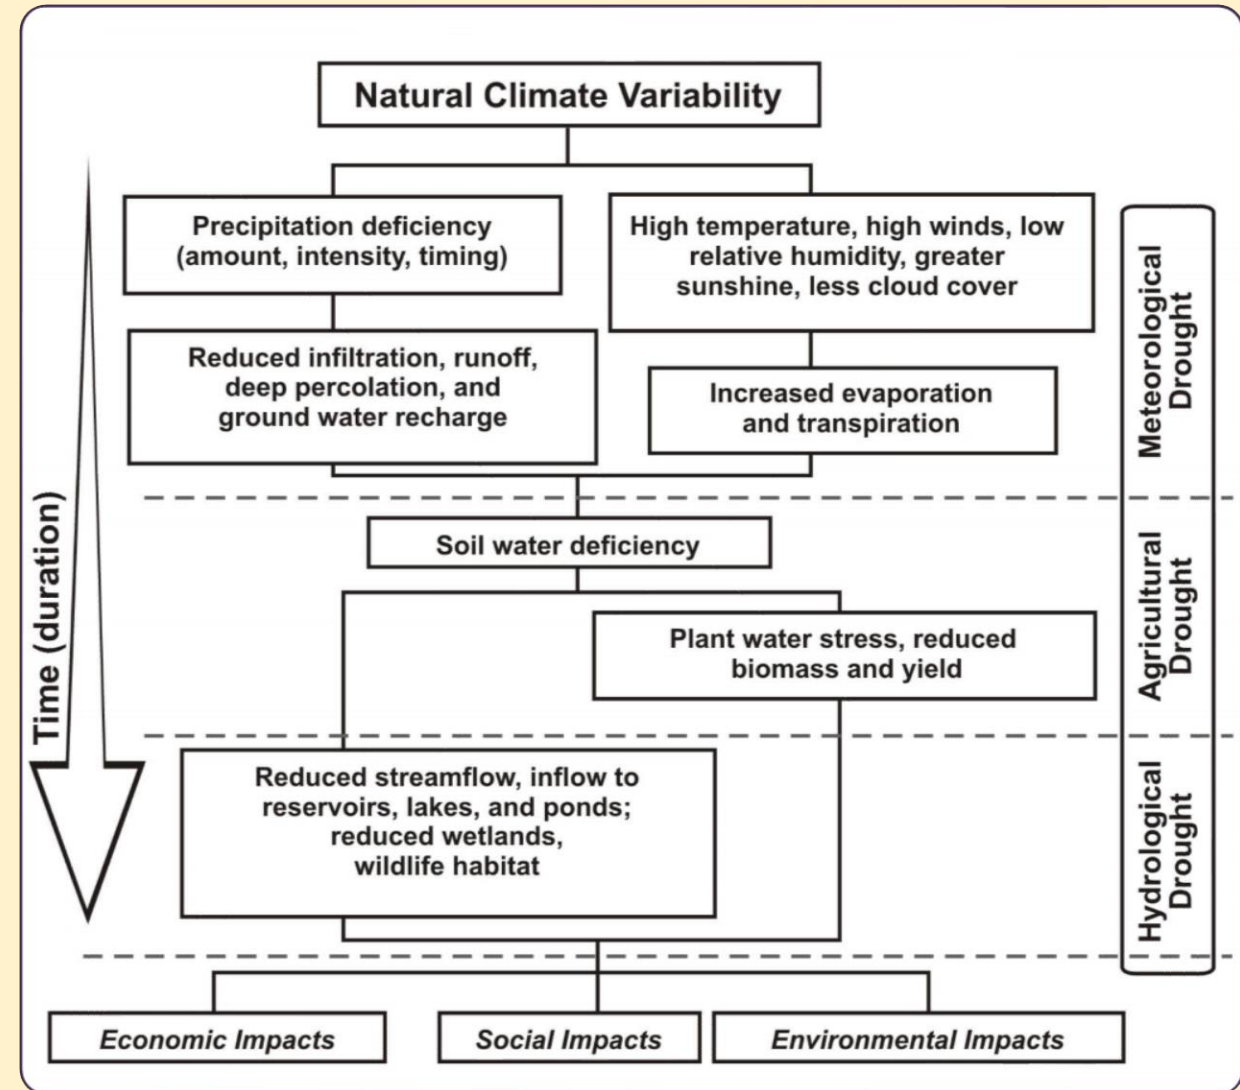 Natural Climate Variability
Precipitation deficiency
(amount, intensity, timing)
High temperature, high winds, low
relative humidity, greater
sunshine, less cloud cover
Reduced infiltration, runoff,
deep percolation, and
ground water recharge
Increased evaporation
and transpiration
Meteorological
Drought
Time (duration)
Soil water deficiency
Plant water stress, reduced
biomass and yield
Agricultural
Drought
Reduced streamflow, inflow to
reservoirs, lakes, and ponds;
reduced wetlands,
wildlife habitat
Hydrological
Drought
Economic Impacts
Social Impacts
Environmental Impacts